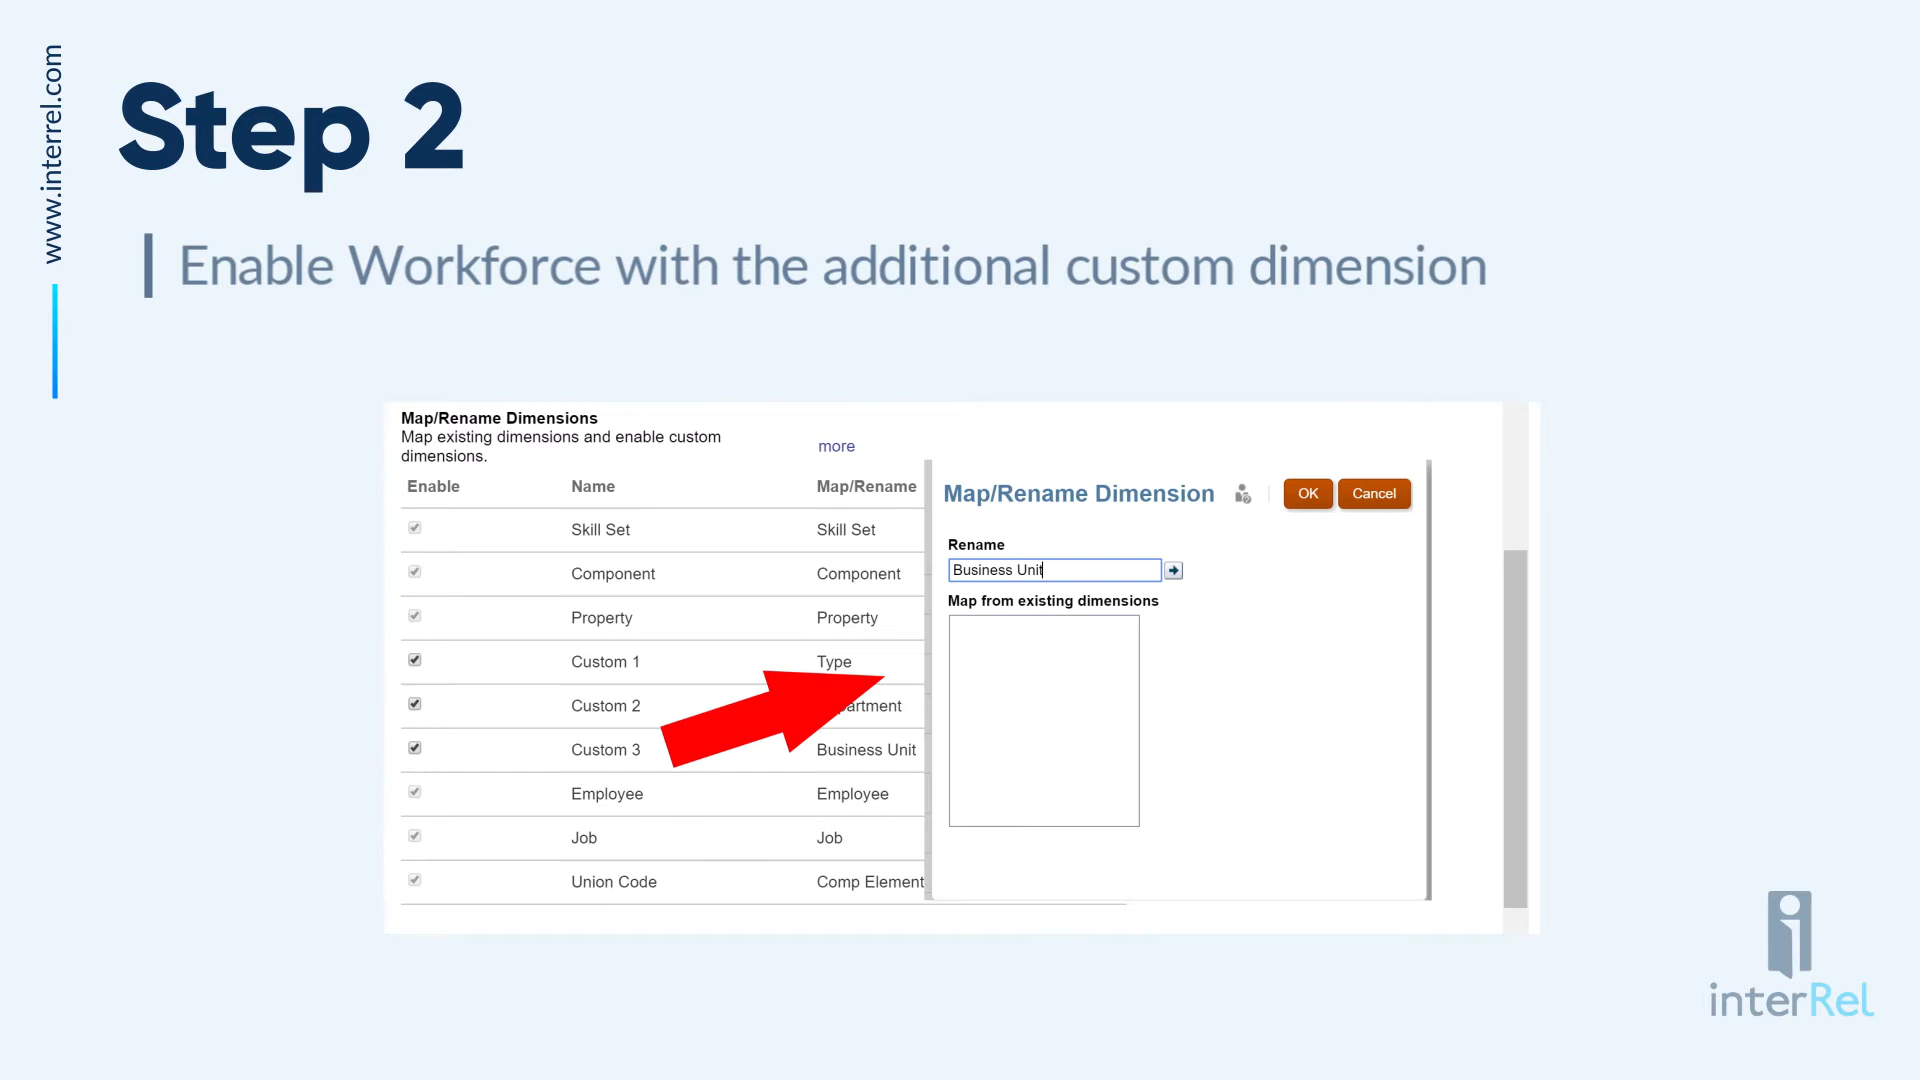 www.interrel.com
Step 2
Enable Workforce with the additional custom dimension
Map/Rename Dimensions
Map existing dimensions and enable custom
dimensions.
more
Enable Name Map/Rename
Skill Set Skill Set
Component Component
Property Property
Custom 1 Type
Custom 2 artment
Custom 3 Business Unit
Employee Employee
Job Job
Union Code Comp Element
Map/Rename Dimension OK Cancel
Rename
Business Unit
Map from existing dimensions
interRel